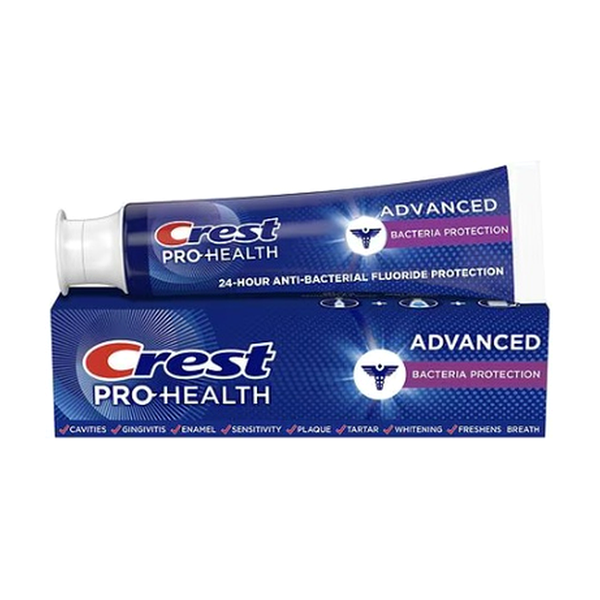 Crest
PRO-HEALTH
ADVANCED
BACTERIA PROTECTION
24-HOUR ANTI-BACTERIAL FLUORIDE PROTECTION
Crest
PRO-HEALTH
ADVANCED
BACTERIA PROTECTION
CAVITIES GINGIVITIS ENAMEL SENSITIVITY PLAQUE TARTAR WHITENING FRESHENS BREATH